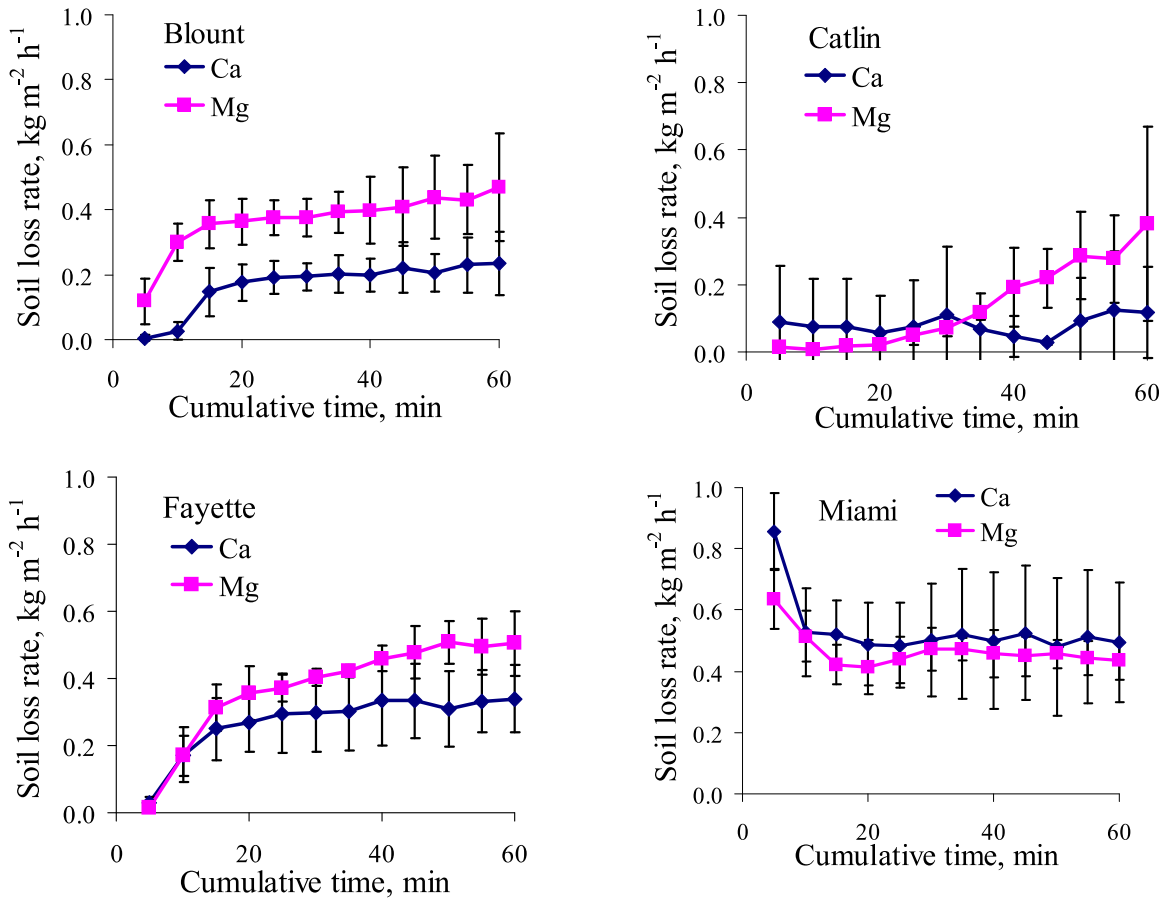 Blount
Ca
Mg
Soil loss rate, kg m⁻² h⁻¹
1.0
0.8
0.6
0.4
0.2
0.0
0 20 40 60
Cumulative time, min
Catlin
Ca
Mg
Soil loss rate, kg m⁻² h⁻¹
1.0
0.8
0.6
0.4
0.2
0.0
0 20 40 60
Cumulative time, min
Fayette
Ca
Mg
Soil loss rate, kg m⁻² h⁻¹
1.0
0.8
0.6
0.4
0.2
0.0
0 20 40 60
Cumulative time, min
Miami
Ca
Mg
Soil loss rate, kg m⁻² h⁻¹
1.0
0.8
0.6
0.4
0.2
0.0
0 20 40 60
Cumulative time, min